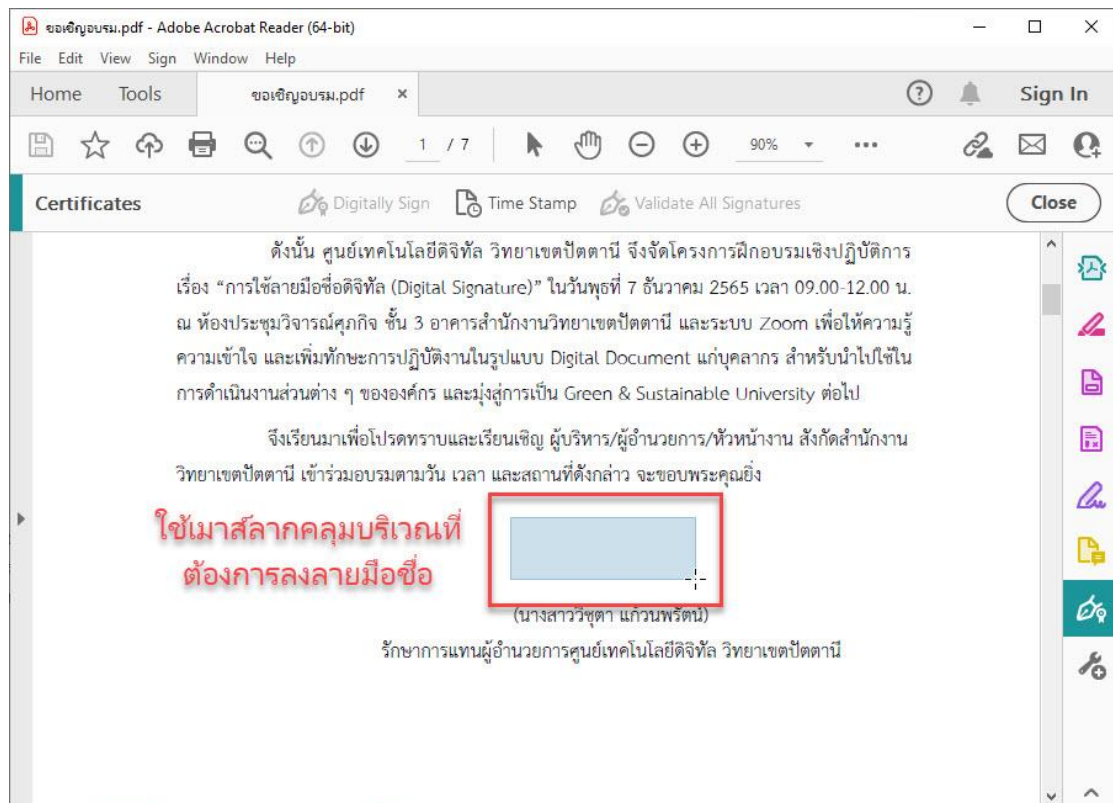 ขอเชิญอบรม.pdf - Adobe Acrobat Reader (64-bit)
File Edit View Sign Window Help
Home Tools ขอเชิญอบรม.pdf × Sign In
1 / 7 90%
Certificates Digitally Sign Time Stamp Validate All Signatures Close
ดังนั้น ศูนย์เทคโนโลยีดิจิทัล วิทยาเขตปัตตานี จึงจัดโครงการฝึกอบรมเชิงปฏิบัติการ
เรื่อง “การใช้ลายมือชื่อดิจิทัล (Digital Signature)” ในวันพุธที่ 7 ธันวาคม 2565 เวลา 09.00-12.00 น.
ณ ห้องประชุมวิจารณ์ศุภกิจ ชั้น 3 อาคารสำนักงานวิทยาเขตปัตตานี และระบบ Zoom เพื่อให้ความรู้
ความเข้าใจ และเพิ่มทักษะการปฏิบัติงานในรูปแบบ Digital Document แก่บุคลากร สำหรับนำไปใช้ใน
การดำเนินงานส่วนต่าง ๆ ขององค์กร และมุ่งสู่การเป็น Green & Sustainable University ต่อไป
จึงเรียนมาเพื่อโปรดทราบและเรียนเชิญ ผู้บริหาร/ผู้อำนวยการ/หัวหน้างาน สังกัดสำนักงาน
วิทยาเขตปัตตานี เข้าร่วมอบรมตามวัน เวลา และสถานที่ดังกล่าว จะขอบพระคุณยิ่ง
ใช้เมาส์ลากคลุมบริเวณที่
ต้องการลงลายมือชื่อ
(นางสาววิชุตา แก้วนพรัตน์)
รักษาการแทนผู้อำนวยการศูนย์เทคโนโลยีดิจิทัล วิทยาเขตปัตตานี